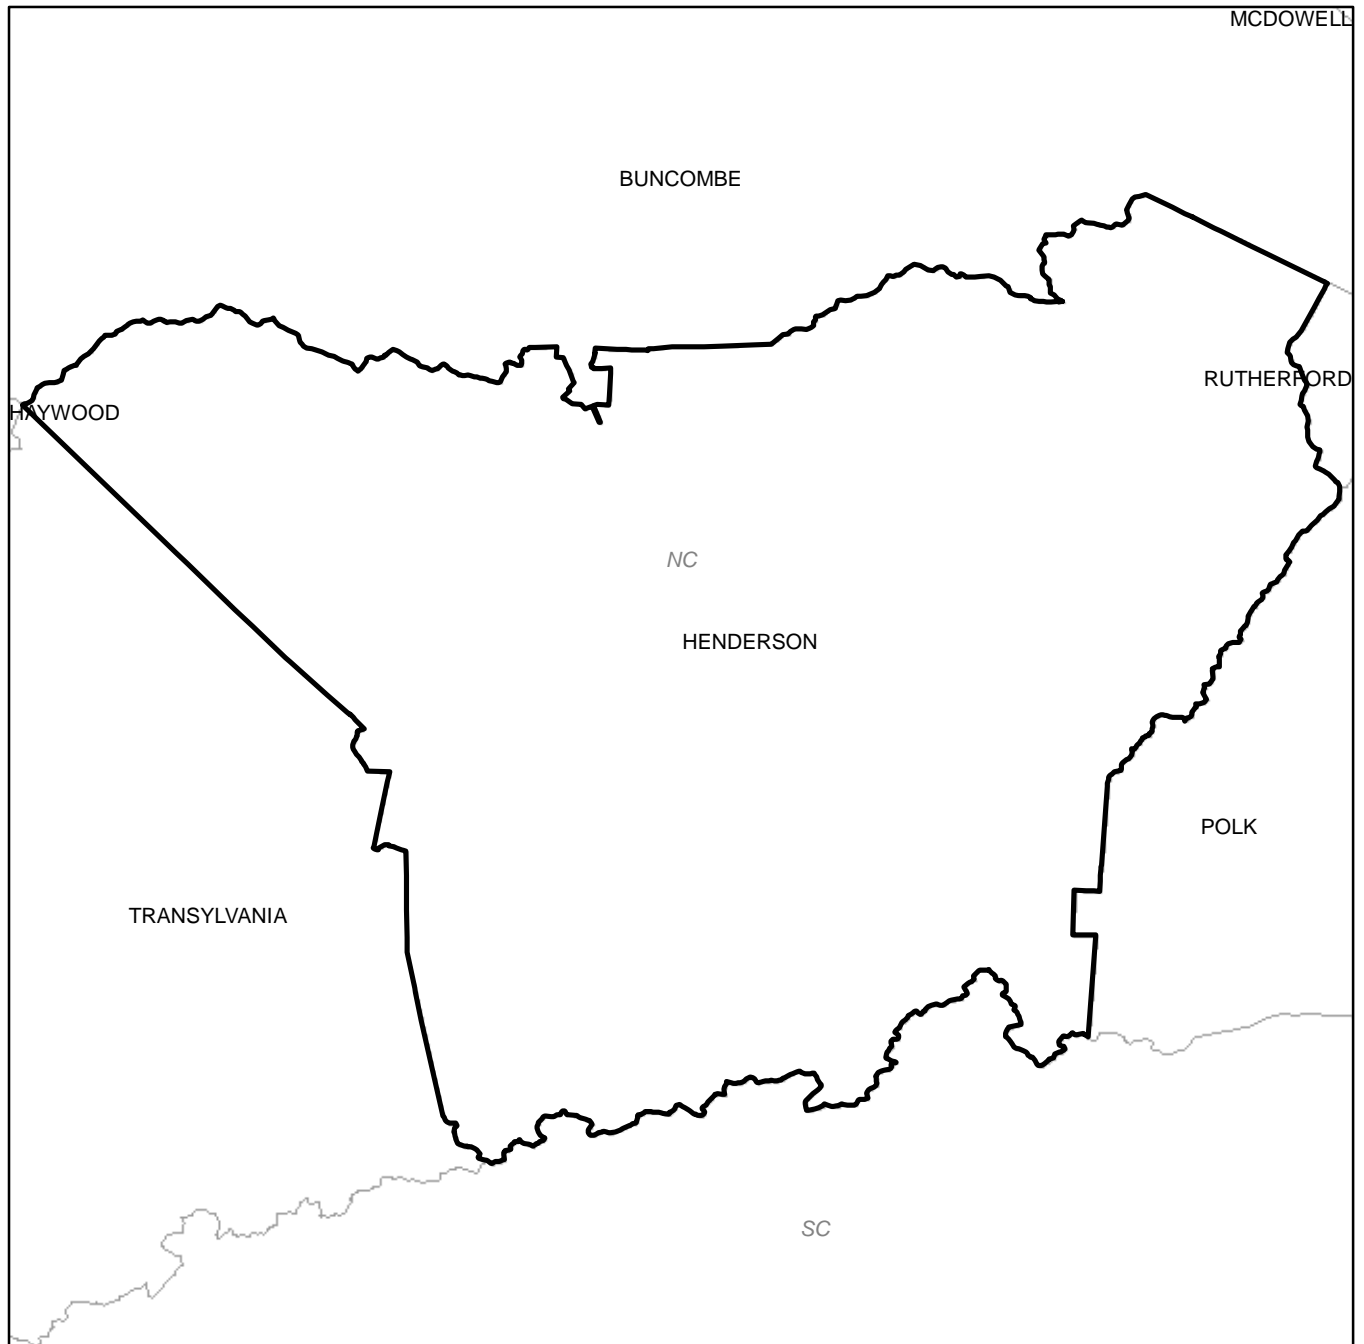 MCDOWELL
BUNCOMBE
RUTHERFORD
HAYWOOD
NC
HENDERSON
POLK
TRANSYLVANIA
SC